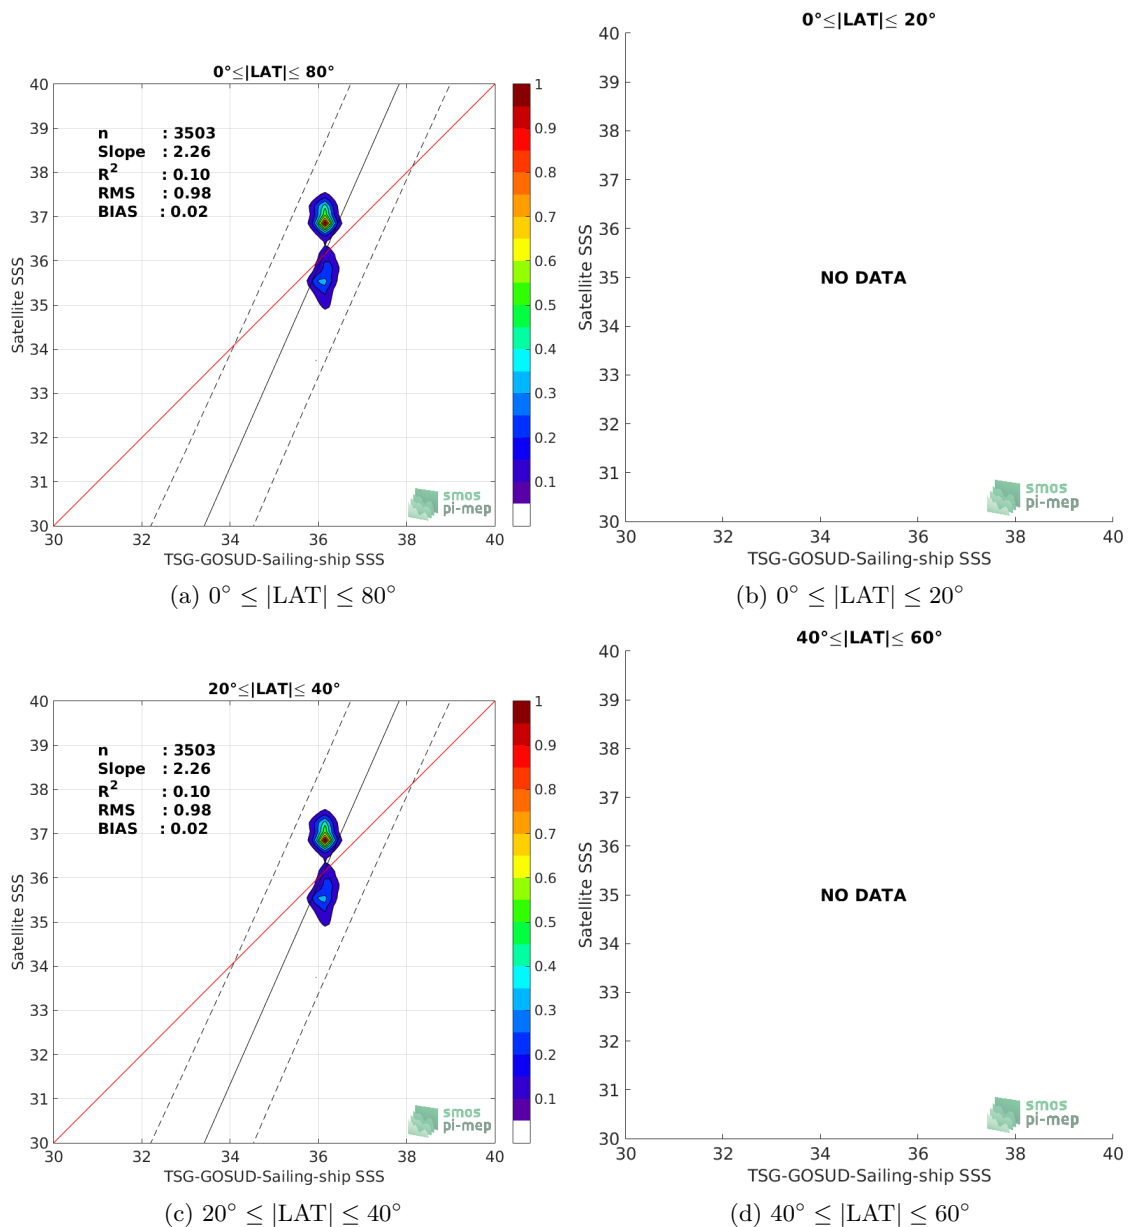 0°≤|LAT|≤ 80°
40
39
38
37
36
35
34
33
32
31
30
Satellite SSS
n : 3503
Slope : 2.26
R² : 0.10
RMS : 0.98
BIAS : 0.02
1
0.9
0.8
0.7
0.6
0.5
0.4
0.3
0.2
0.1
smos
pi-mep
30 32 34 36 38 40
TSG-GOSUD-Sailing-ship SSS
(a) 0° ≤ |LAT| ≤ 80°
0°≤|LAT|≤ 20°
40
39
38
37
36
35
34
33
32
31
30
Satellite SSS
NO DATA
smos
pi-mep
30 32 34 36 38 40
TSG-GOSUD-Sailing-ship SSS
(b) 0° ≤ |LAT| ≤ 20°
20°≤|LAT|≤ 40°
40
39
38
37
36
35
34
33
32
31
30
Satellite SSS
n : 3503
Slope : 2.26
R² : 0.10
RMS : 0.98
BIAS : 0.02
1
0.9
0.8
0.7
0.6
0.5
0.4
0.3
0.2
0.1
smos
pi-mep
30 32 34 36 38 40
TSG-GOSUD-Sailing-ship SSS
(c) 20° ≤ |LAT| ≤ 40°
40°≤|LAT|≤ 60°
40
39
38
37
36
35
34
33
32
31
30
Satellite SSS
NO DATA
smos
pi-mep
30 32 34 36 38 40
TSG-GOSUD-Sailing-ship SSS
(d) 40° ≤ |LAT| ≤ 60°